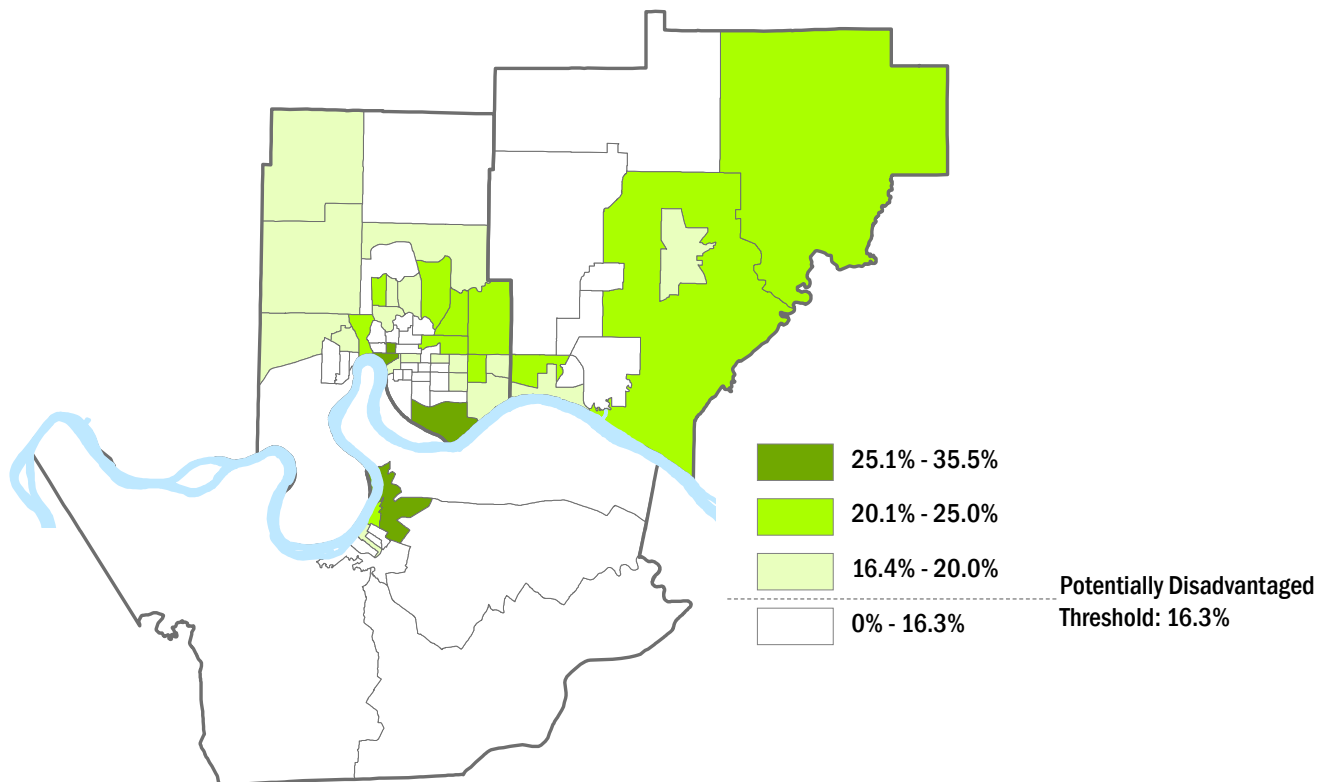 25.1% - 35.5%
20.1% - 25.0%
16.4% - 20.0%
0% - 16.3%
Potentially Disadvantaged
Threshold: 16.3%